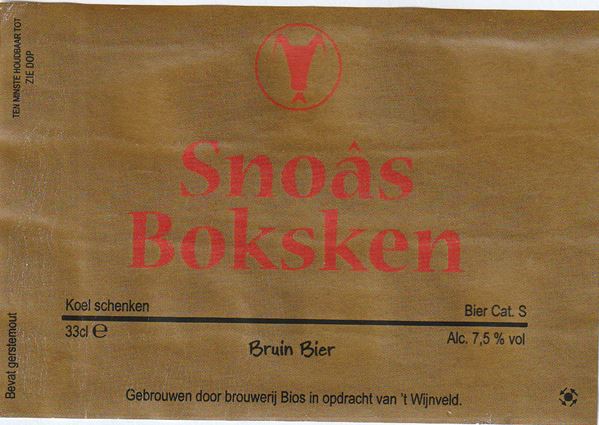 TEN MINSTE HOUDBAAR TOT
ZIE DOP
Snoâs
Boksken
Koel schenken
Bier Cat. S
33cl e
Alc. 7,5 % vol
Bruin Bier
Bevat gerstemout
Gebrouwen door brouwerij Bios in opdracht van 't Wijnveld.